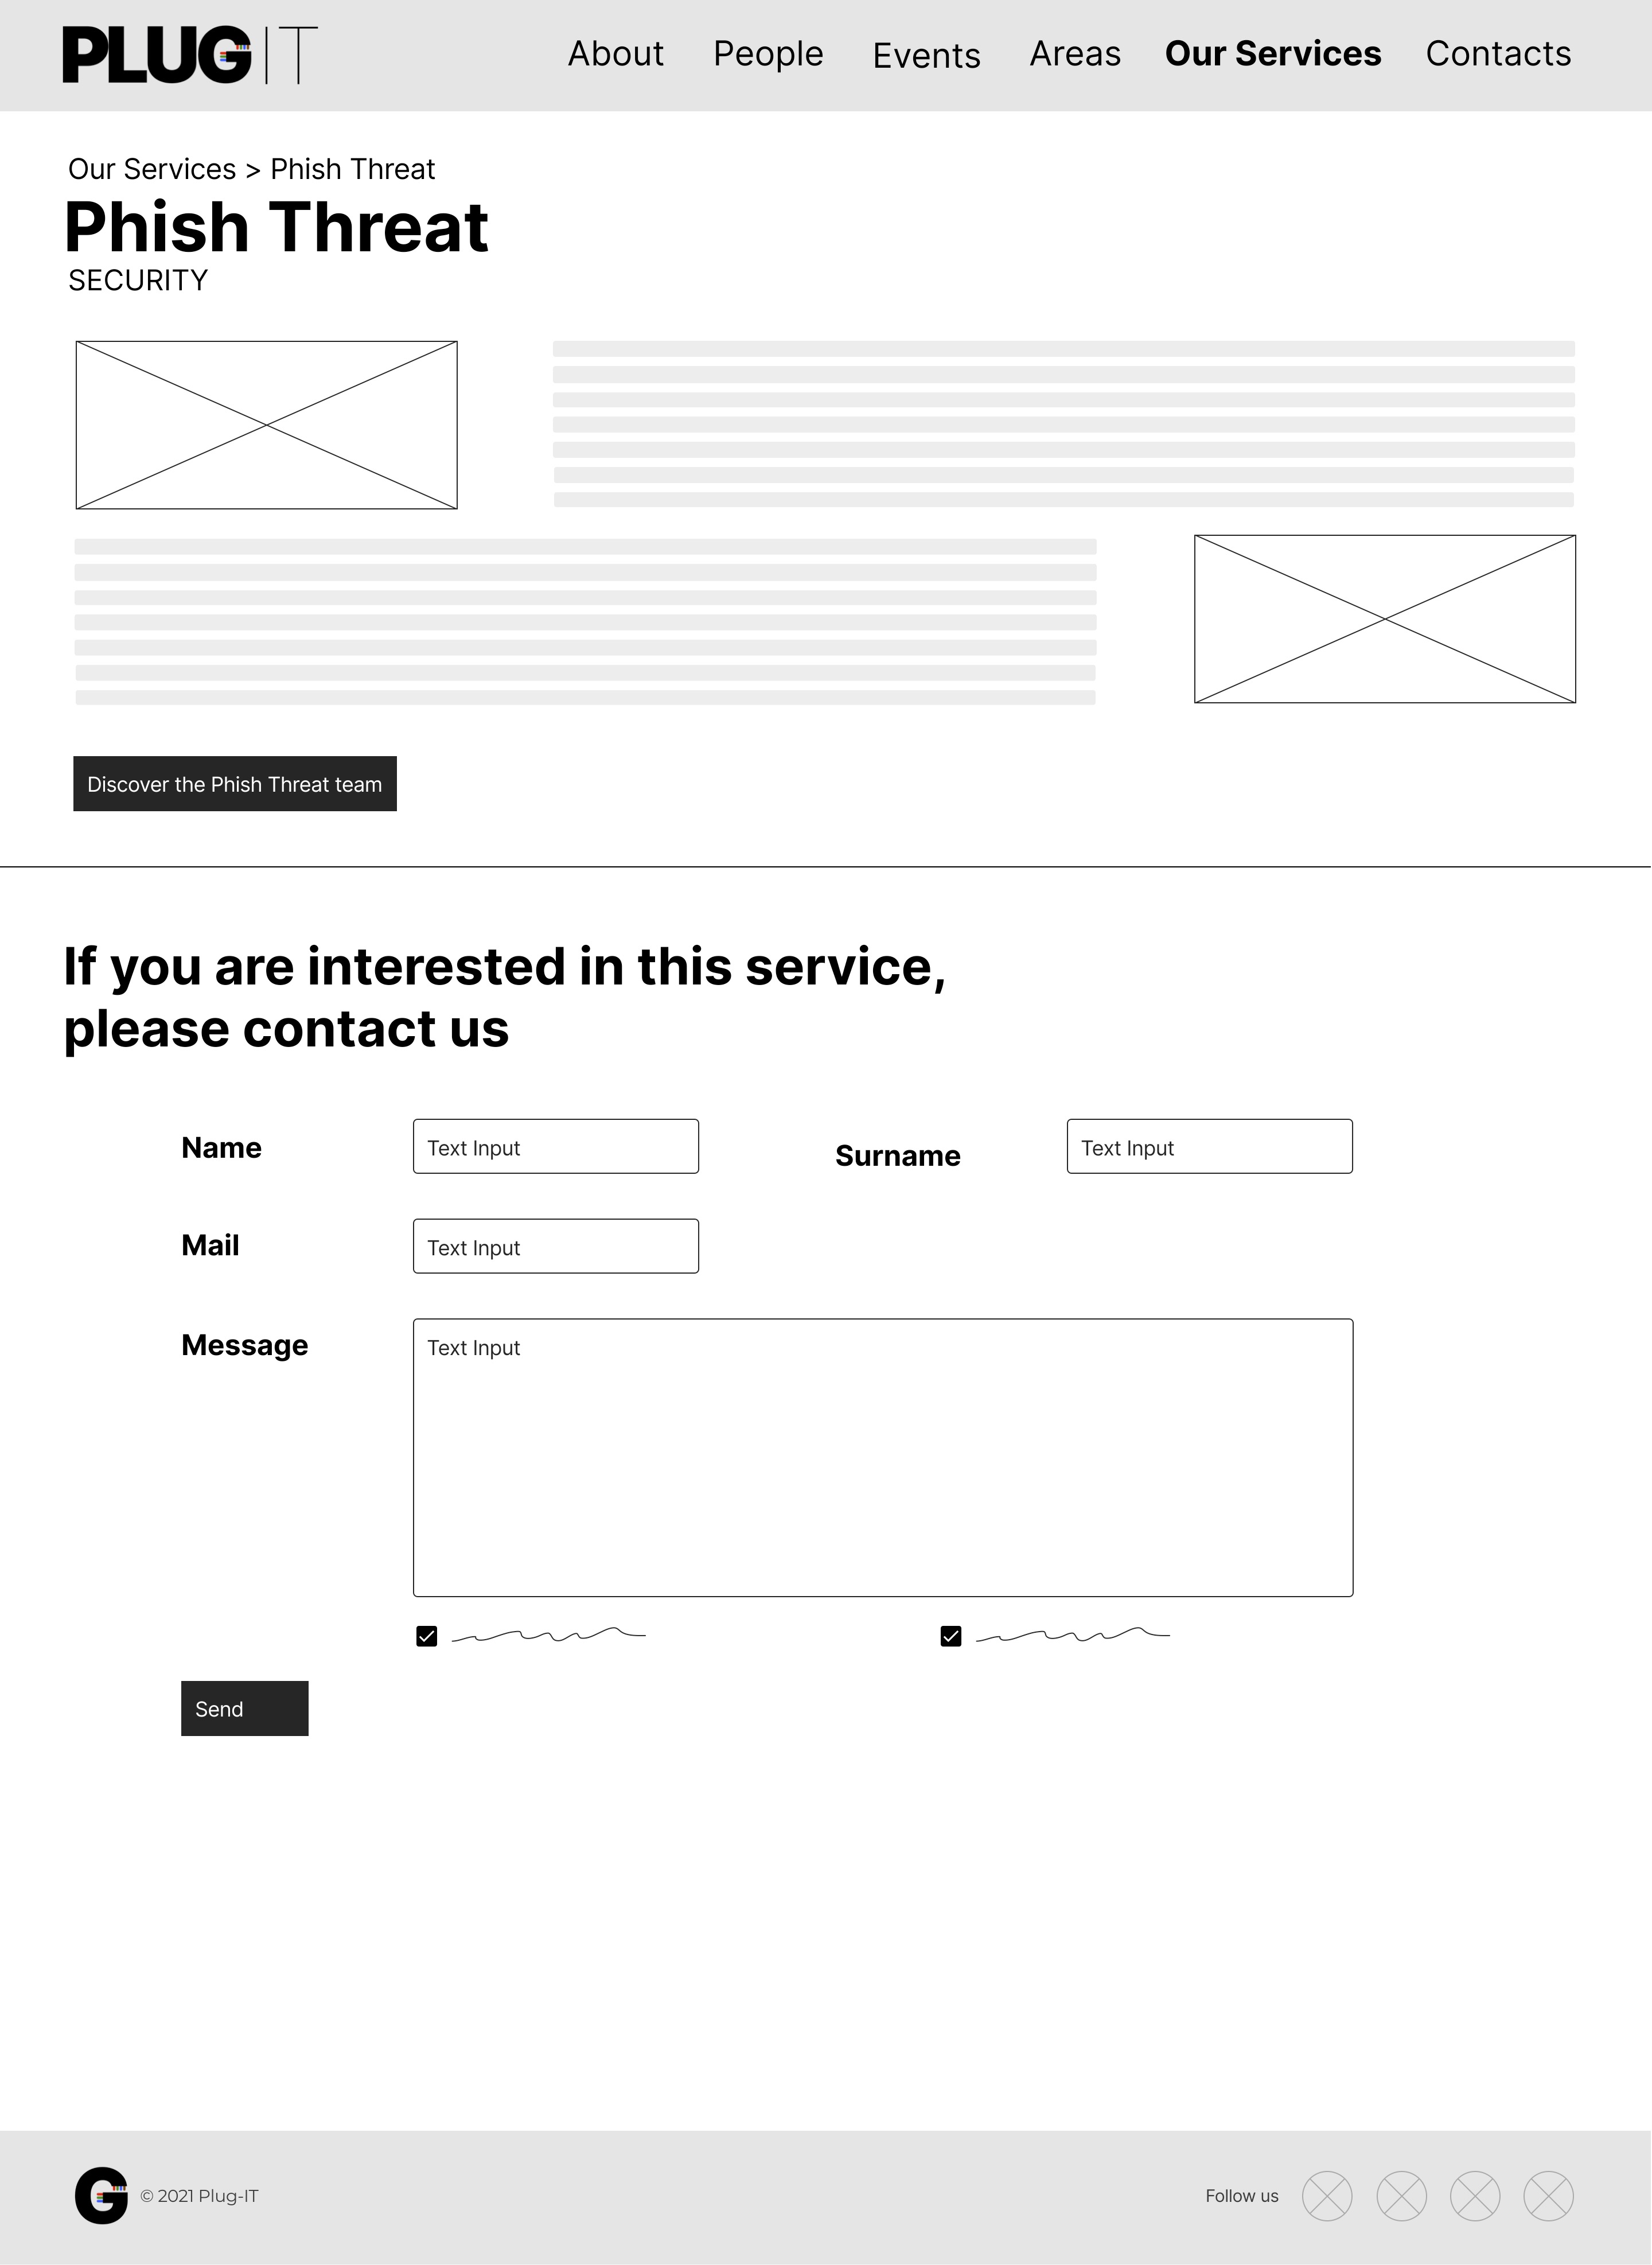 PLUG|IT
About People Events Areas Our Services Contacts
Our Services > Phish Threat
Phish Threat
SECURITY
Discover the Phish Threat team
If you are interested in this service,
please contact us
Name Text Input Surname Text Input
Mail Text Input
Message Text Input
Send
G © 2021 Plug-IT Follow us